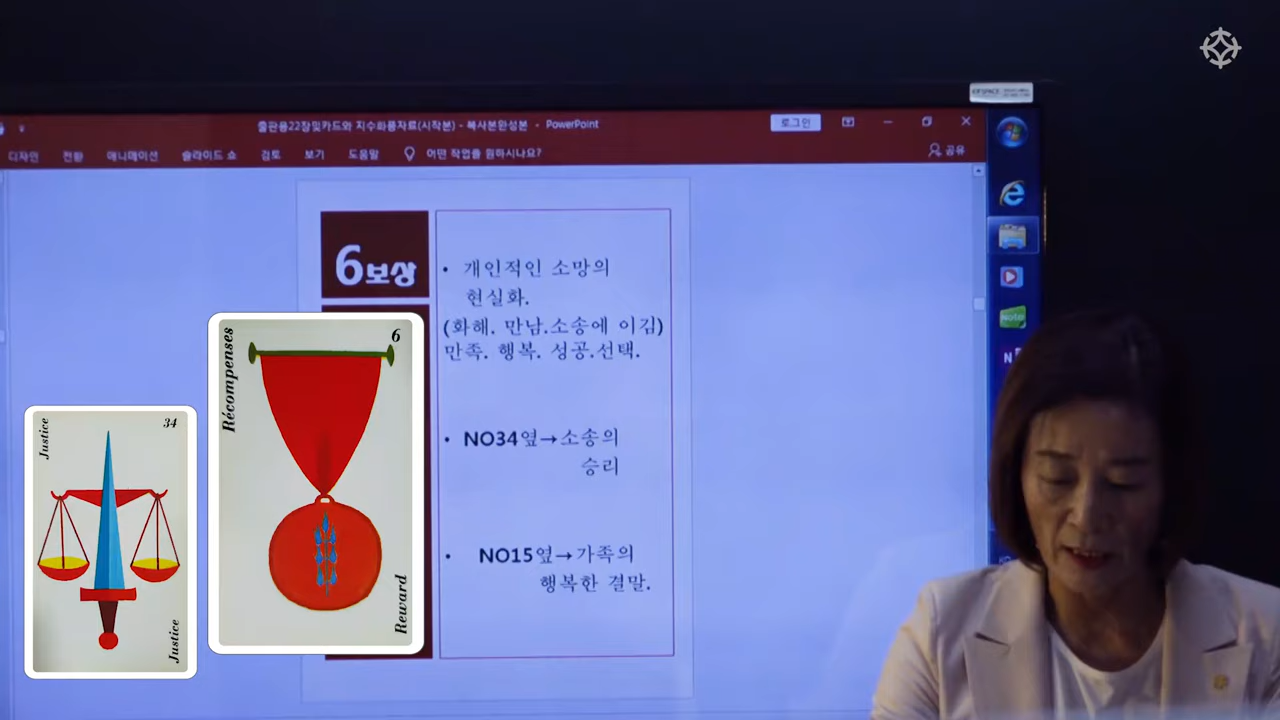 출판용22장및카드와 지수화풍자료(시작본) - 복사본완성본 - PowerPoint
로그인
디자인 전환 애니메이션 슬라이드 쇼 검토 보기 도움말 어떤 작업을 원하시나요?
공유
6보상
• 개인적인 소망의
현실화.
(화해. 만남.소송에 이김)
만족. 행복. 성공.선택.
• NO34옆→소송의
승리
• NO15옆→가족의
행복한 결말.
Récompenses
6
Reward
Justice
34
Justice
Note
N